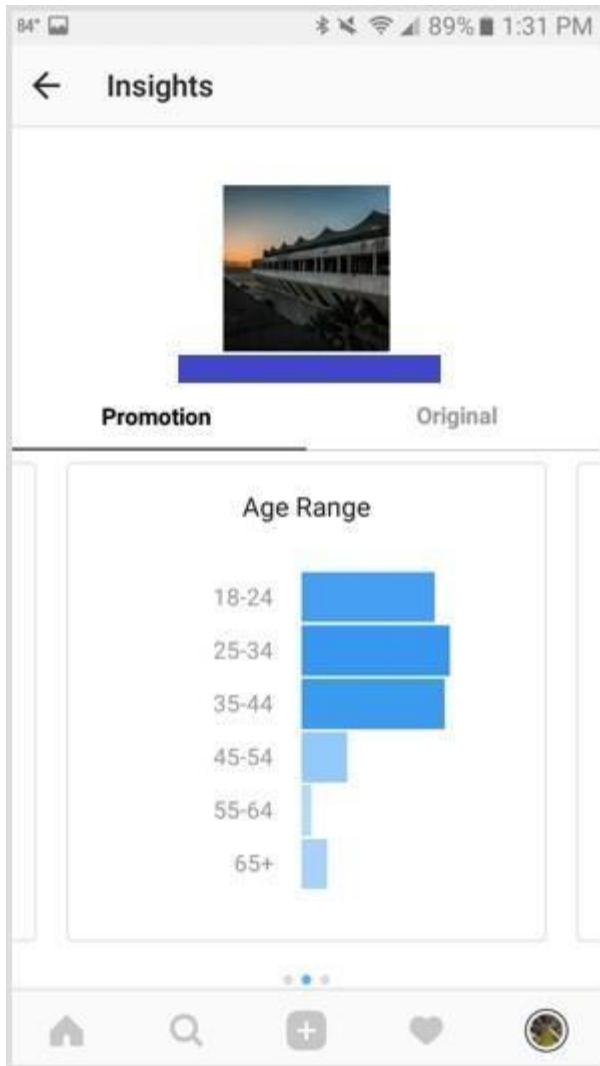 84° 89% 1:31 PM
Insights
Promotion Original
Age Range
18-24
25-34
35-44
45-54
55-64
65+